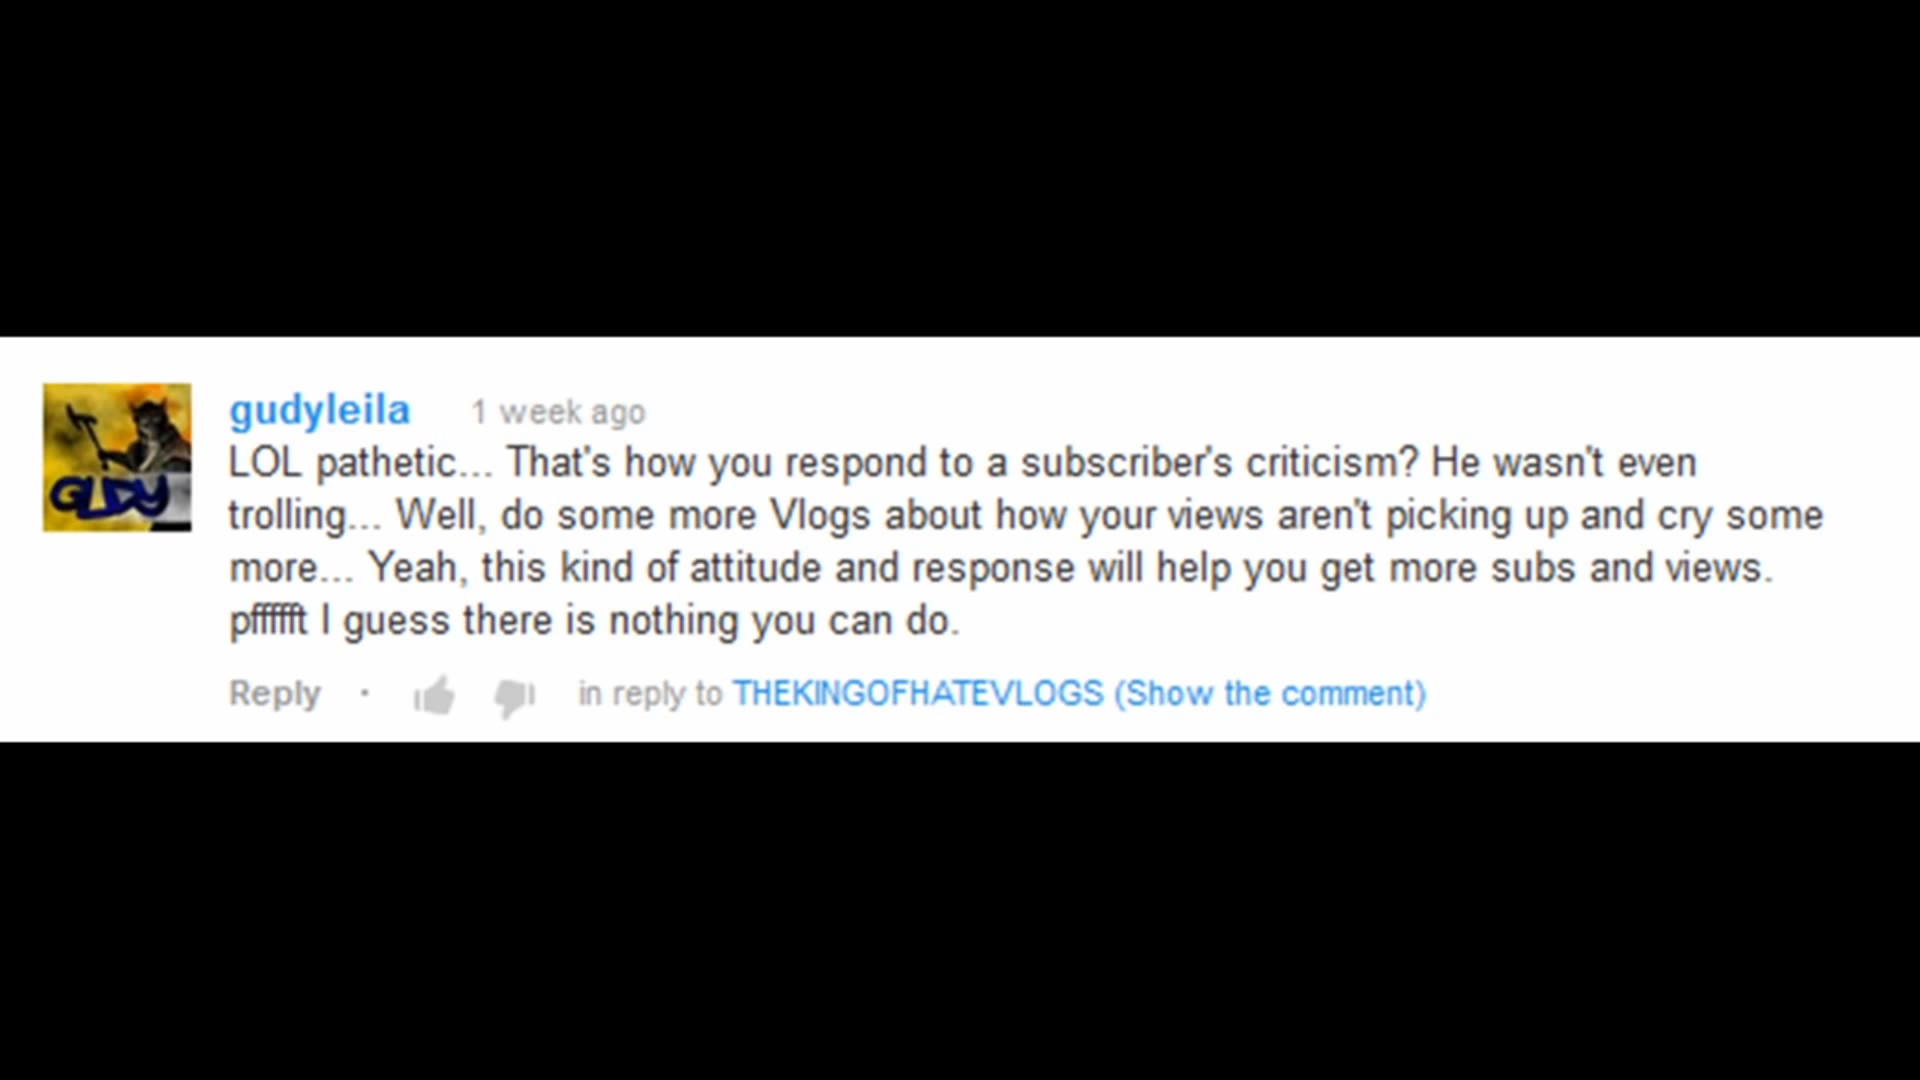 gudyleila 1 week ago
LOL pathetic... That's how you respond to a subscriber's criticism? He wasn't even
trolling... Well, do some more Vlogs about how your views aren't picking up and cry some
more... Yeah, this kind of attitude and response will help you get more subs and views.
pffffft I guess there is nothing you can do.
Reply · in reply to THEKINGOFHATEVLOGS (Show the comment)
GUDY